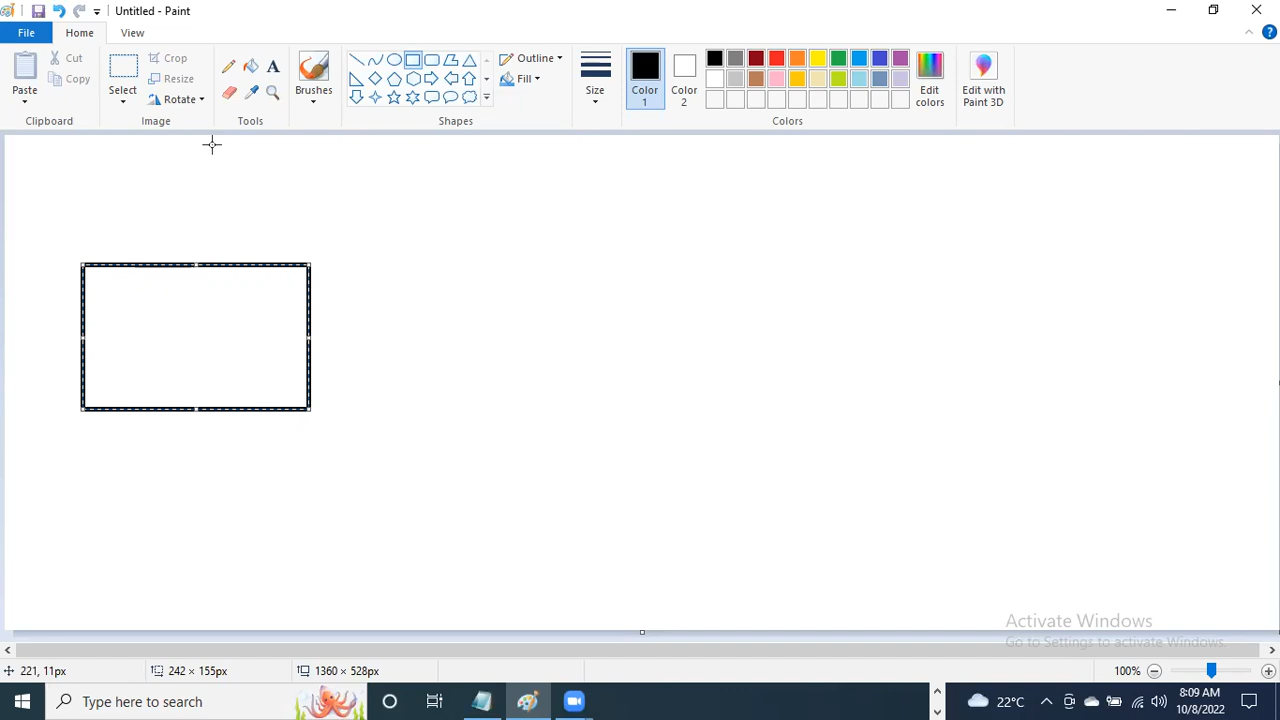 Untitled - Paint
File
Home
View
Paste
Cut
Copy
Clipboard
Select
Crop
Resize
Rotate
Image
Tools
Brushes
Outline
Fill
Shapes
Size
Color 1
Color 2
Edit colors
Colors
Edit with Paint 3D
Activate Windows
Go to Settings to activate Windows.
221, 11px
242 × 155px
1360 × 528px
100%
Type here to search
22°C
8:09 AM
10/8/2022